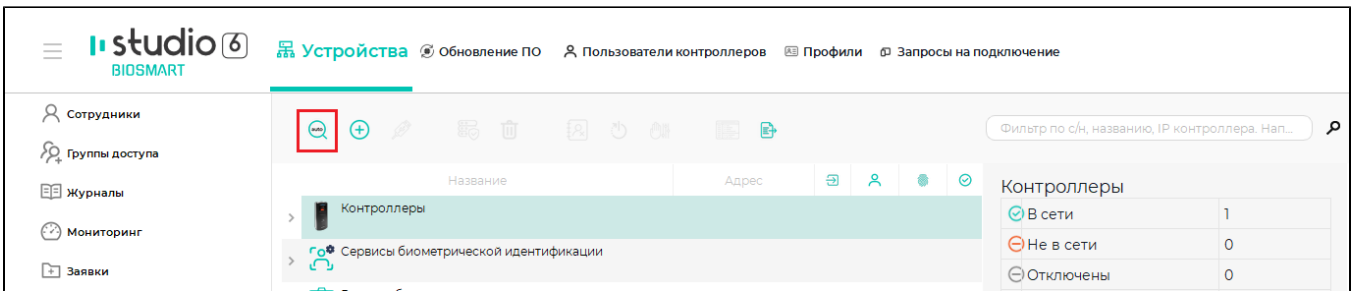 studio 6
BIOSMART
Устройства Обновление ПО Пользователи контроллеров Профили Запросы на подключение
Сотрудники
Группы доступа
Журналы
Мониторинг
Заявки
auto
Фильтр по с/н, названию, IP контроллера. Нап...
Название Адрес
Контроллеры
Сервисы биометрической идентификации
Контроллеры
В сети 1
Не в сети 0
Отключены 0